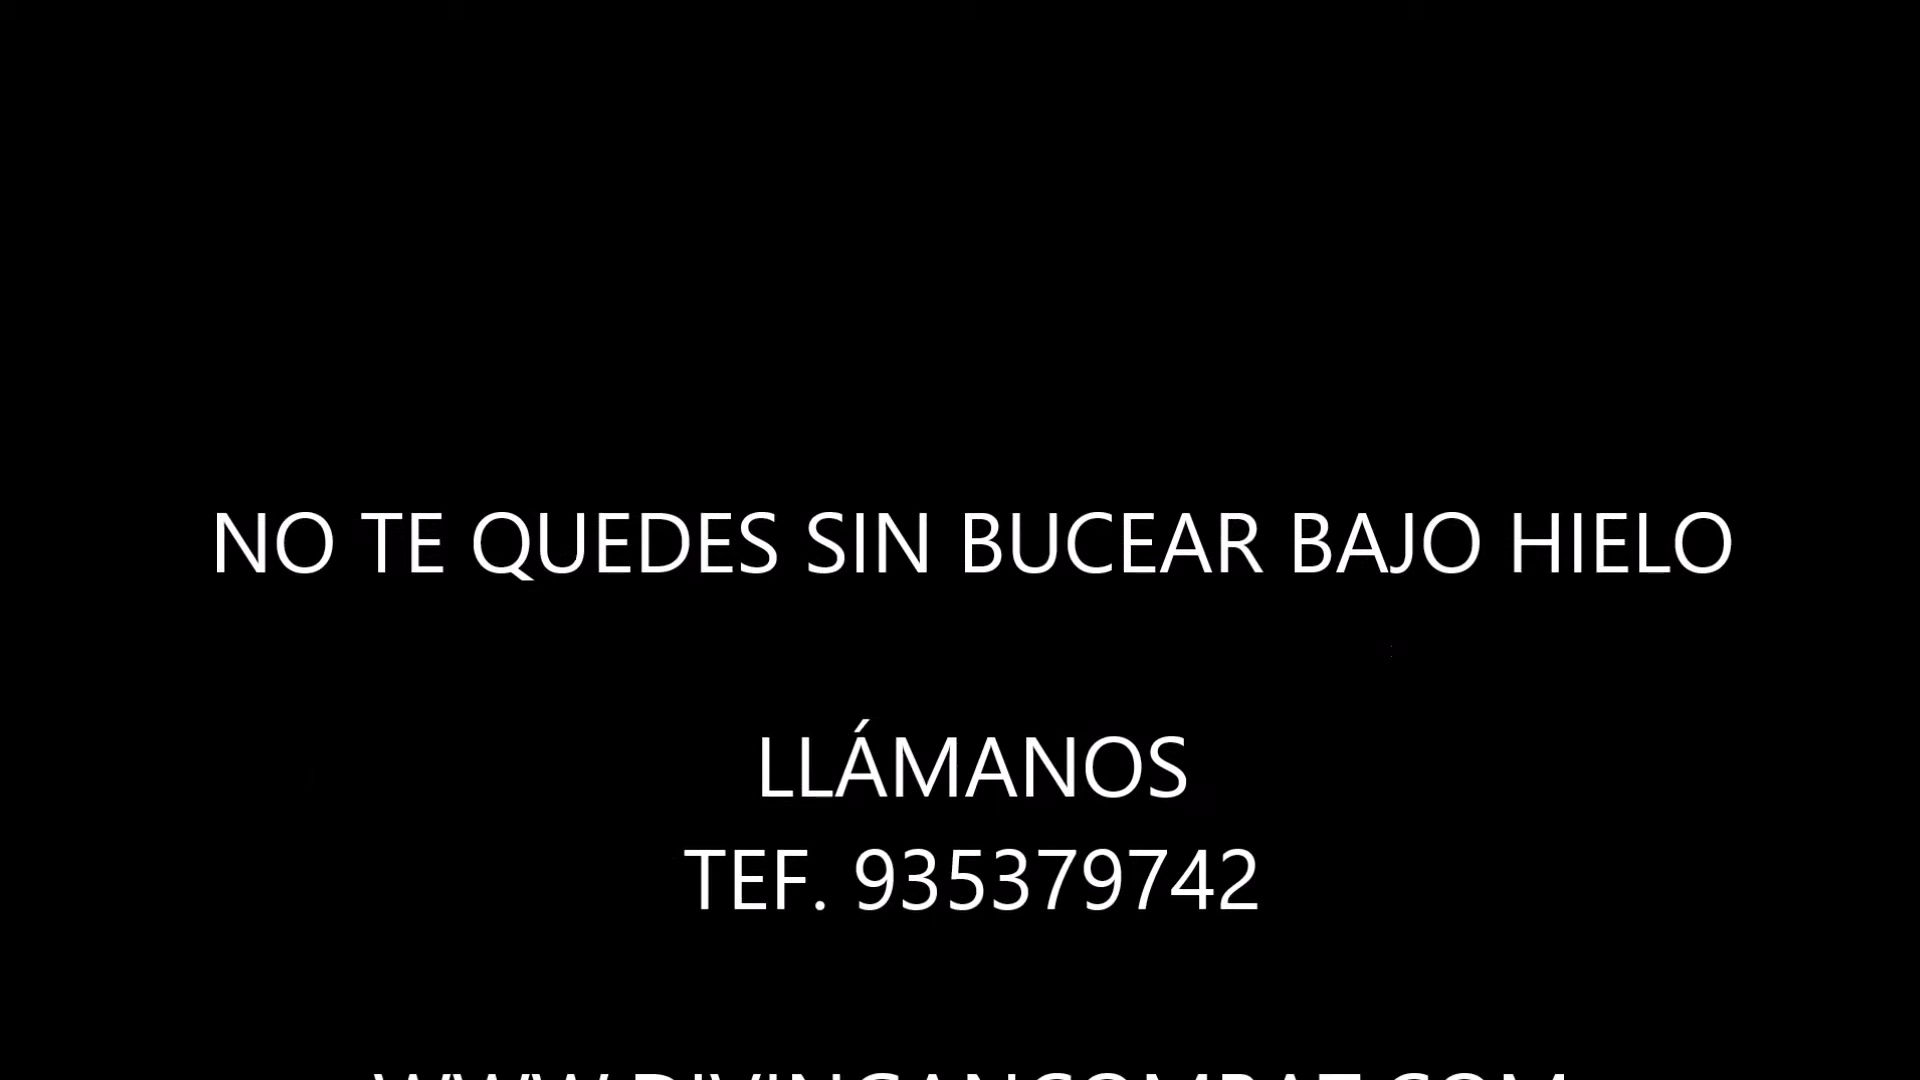 NO TE QUEDES SIN BUCEAR BAJO HIELO
LLÁMANOS
TEF. 935379742